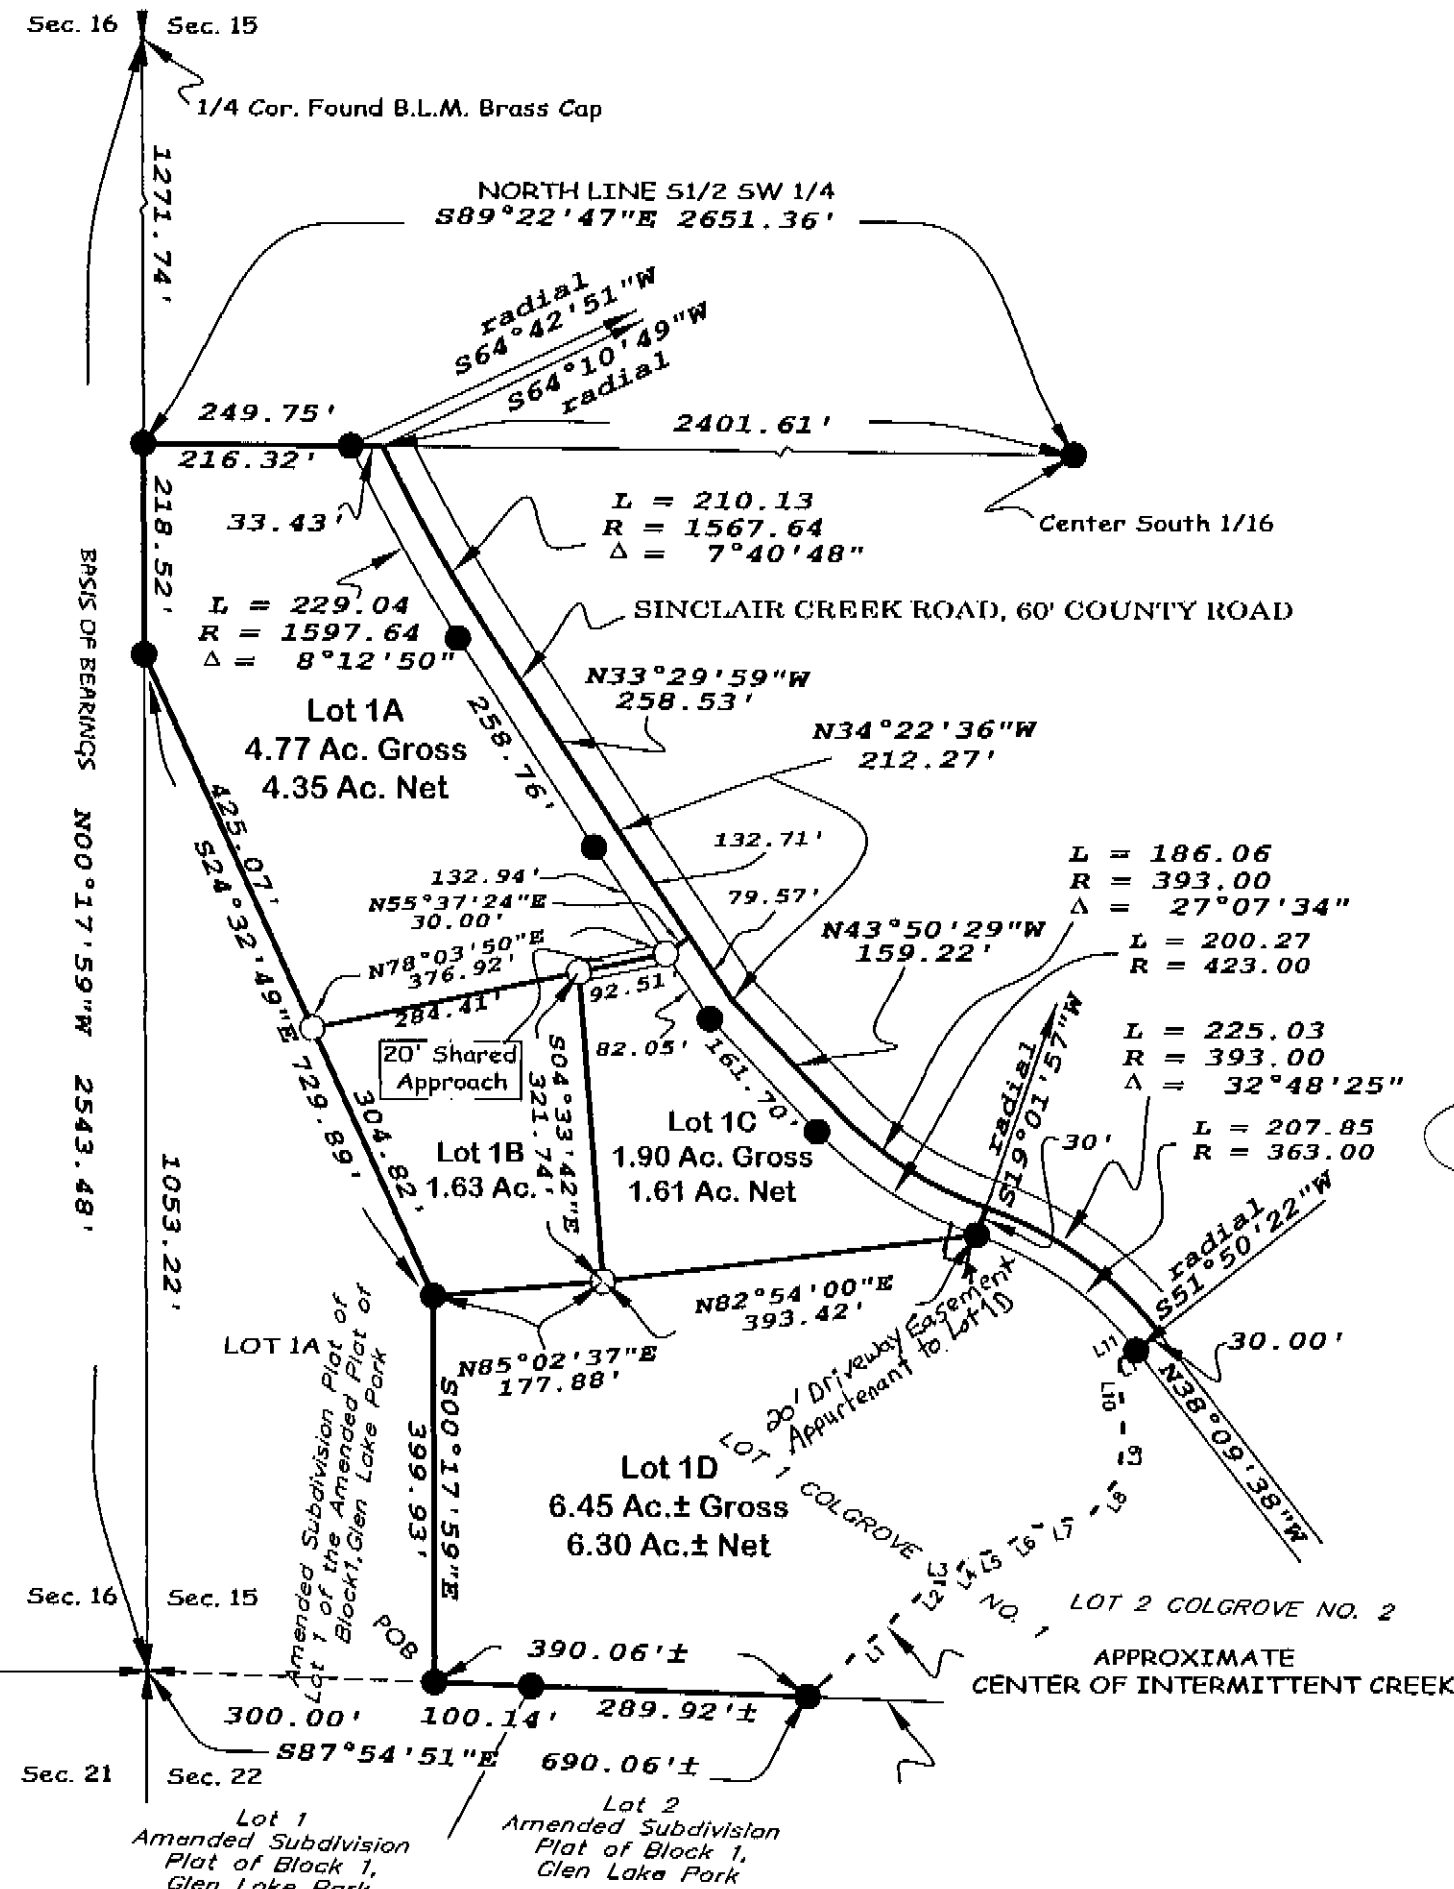 Sec. 16
Sec. 15
1/4 Cor. Found B.L.M. Brass Cap
1271.74'
NORTH LINE S1/2 SW 1/4
S89°22'47"E 2651.36'
radial
S64°42'51"W
S64°10'49"W
radial
249.75'
216.32'
2401.61'
33.43'
218.52'
Center South 1/16
L = 210.13
R = 1567.64
Δ = 7°40'48"
L = 229.04
R = 1597.64
Δ = 8°12'50"
SINCLAIR CREEK ROAD, 60' COUNTY ROAD
BASIS OF BEARINGS N00°17'59"W 2543.48'
N33°29'59"W
258.53'
Lot 1A
4.77 Ac. Gross
4.35 Ac. Net
258.76'
N34°22'36"W
212.27'
425.07'
S24°32'49"E 729.89'
132.71'
132.94'
79.57'
N55°37'24"E
30.00'
L = 186.06
R = 393.00
Δ = 27°07'34"
N43°50'29"W
159.22'
L = 200.27
R = 423.00
N78°03'50"E
376.92'
284.41'
92.51'
20' Shared
Approach
82.05'
161.70'
S04°33'42"E
321.74'
304.82'
radial
S19°01'57"W
L = 225.03
R = 393.00
Δ = 32°48'25"
L = 207.85
R = 363.00
30'
Lot 1B
1.63 Ac.
Lot 1C
1.90 Ac. Gross
1.61 Ac. Net
1053.22'
radial
S51°50'22"W
N82°54'00"E
393.42'
30.00'
LOT 1A
Amended Subdivision Plat of
Lot 1 of the Amended Plat of
Block1, Glen Lake Park
N85°02'37"E
177.88'
20' Driveway Easement
Appurtenant to Lot 1D
L11
L10
L9
L8
L7
L6
L5
L4
L3
L2
L1
N38°09'38"W
S00°17'59"E
399.93'
LOT 1 COLGROVE NO. 1
Lot 1D
6.45 Ac.± Gross
6.30 Ac.± Net
Sec. 16
Sec. 15
POB
LOT 2 COLGROVE NO. 2
390.06'±
APPROXIMATE
CENTER OF INTERMITTENT CREEK
300.00'
100.14'
289.92'±
S87°54'51"E
690.06'±
Sec. 21
Sec. 22
Lot 1
Amended Subdivision
Plat of Block 1,
Glen Lake Park
Lot 2
Amended Subdivision
Plat of Block 1,
Glen Lake Park